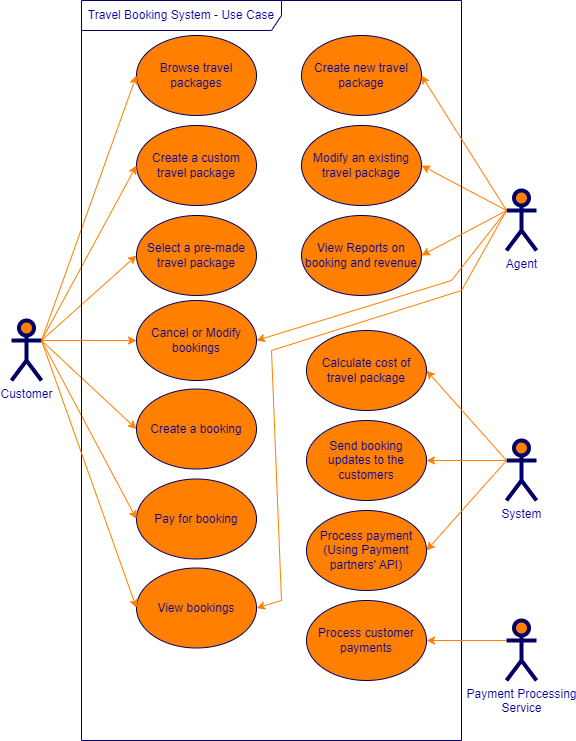 Travel Booking System - Use Case
Browse travel
packages
Create a custom
travel package
Select a pre-made
travel package
Cancel or Modify
bookings
Create a booking
Pay for booking
View bookings
Create new travel
package
Modify an existing
travel package
View Reports on
booking and revenue
Calculate cost of
travel package
Send booking
updates to the
customers
Process payment
(Using Payment
partners' API)
Process customer
payments
Customer
Agent
System
Payment Processing
Service